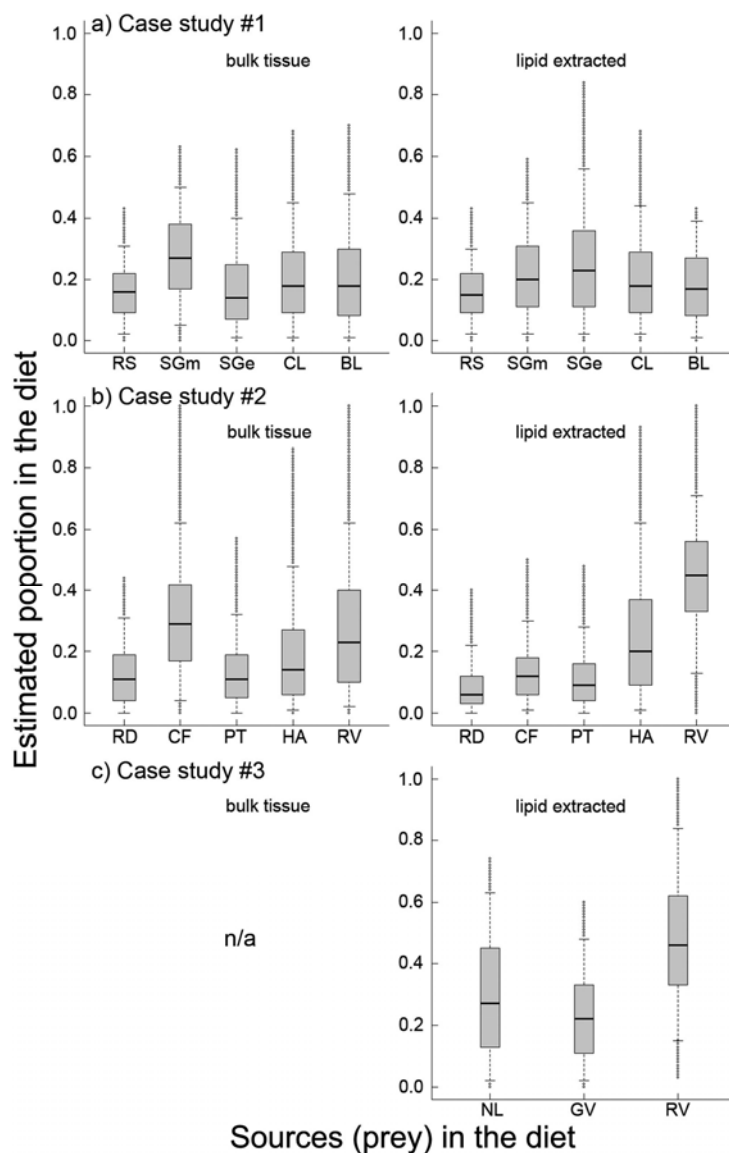 a) Case study #1
bulk tissue
lipid extracted
1.0
0.8
0.6
0.4
0.2
0.0
RS SGm SGe CL BL
1.0
0.8
0.6
0.4
0.2
0.0
RS SGm SGe CL BL
b) Case study #2
bulk tissue
lipid extracted
1.0
0.8
0.6
0.4
0.2
0.0
RD CF PT HA RV
1.0
0.8
0.6
0.4
0.2
0.0
RD CF PT HA RV
c) Case study #3
bulk tissue
lipid extracted
n/a
1.0
0.8
0.6
0.4
0.2
0.0
NL GV RV
Estimated poportion in the diet
Sources (prey) in the diet